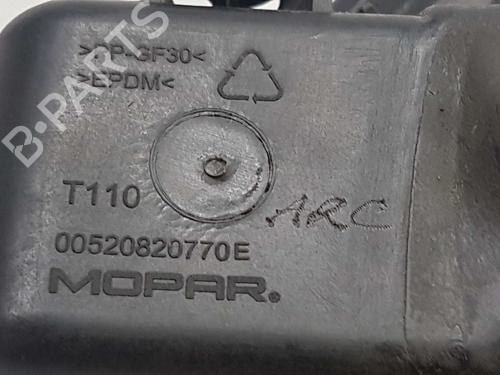 >PP-GF30<
>EPDM<
B-PARTS
T110
ARC
00520820770E
MOPAR.®